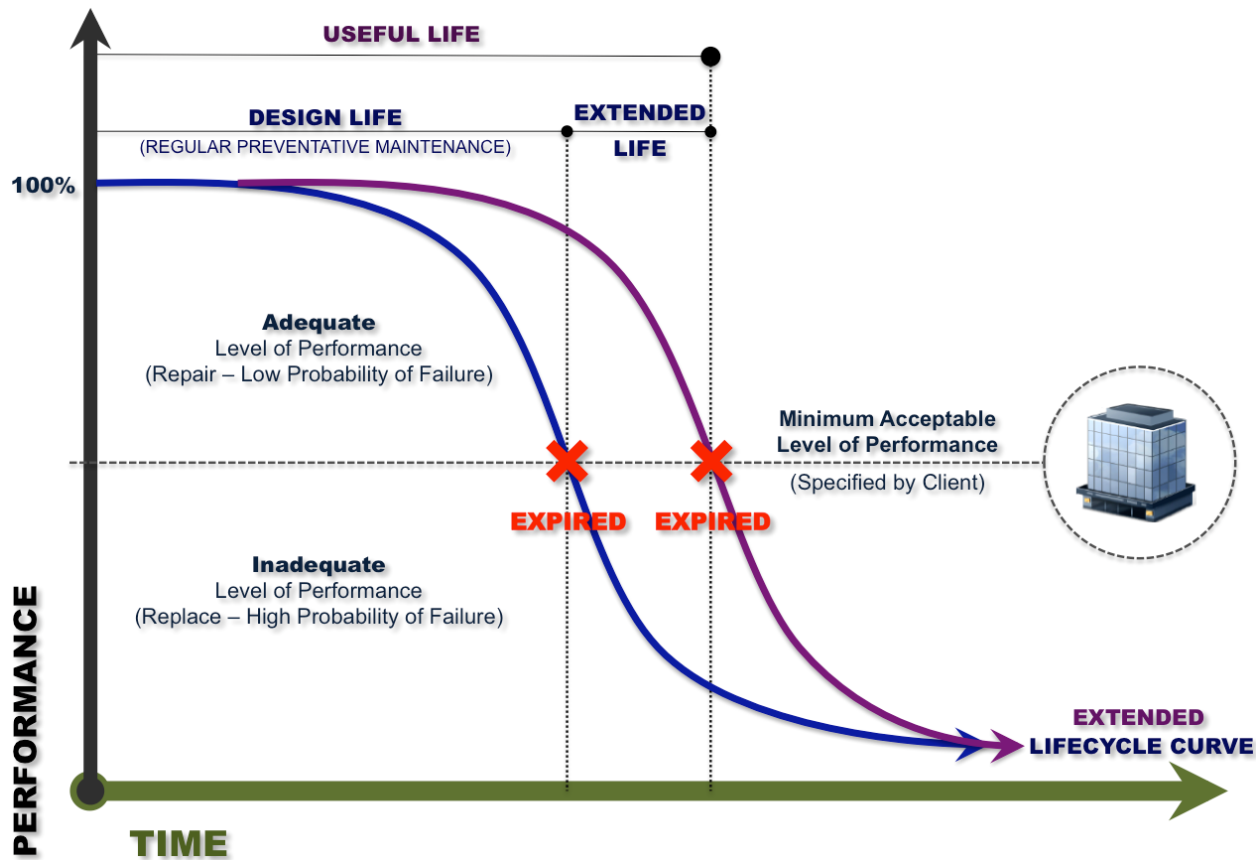 USEFUL LIFE
DESIGN LIFE
(REGULAR PREVENTATIVE MAINTENANCE)
EXTENDED
LIFE
100%
Adequate
Level of Performance
(Repair – Low Probability of Failure)
Minimum Acceptable
Level of Performance
(Specified by Client)
EXPIRED
EXPIRED
Inadequate
Level of Performance
(Replace – High Probability of Failure)
EXTENDED
LIFECYCLE CURVE
PERFORMANCE
TIME